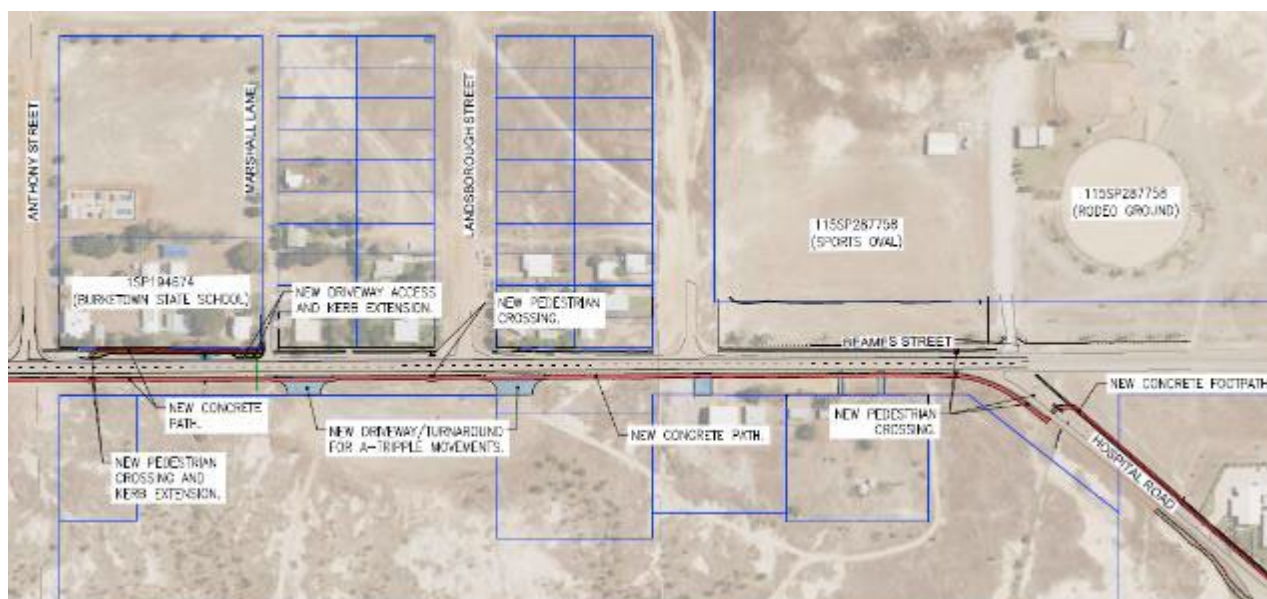 ANTHONY STREET
MARSHALL LANE
LANDSBOROUGH STREET
115SP287758
(RODEO GROUND)
115SP287758
(SPORTS OVAL)
1SP194674
(BURKETOWN STATE SCHOOL)
NEW DRIVEWAY ACCESS
AND KERB EXTENSION.
NEW PEDESTRIAN
CROSSING.
BEAMES STREET
NEW CONCRETE
PATH.
NEW DRIVEWAY/TURNAROUND
FOR A-TRIPPLE MOVEMENTS.
NEW CONCRETE PATH.
NEW PEDESTRIAN
CROSSING.
NEW CONCRETE FOOTPATH
NEW PEDESTRIAN
CROSSING AND
KERB EXTENSION.
HOSPITAL ROAD